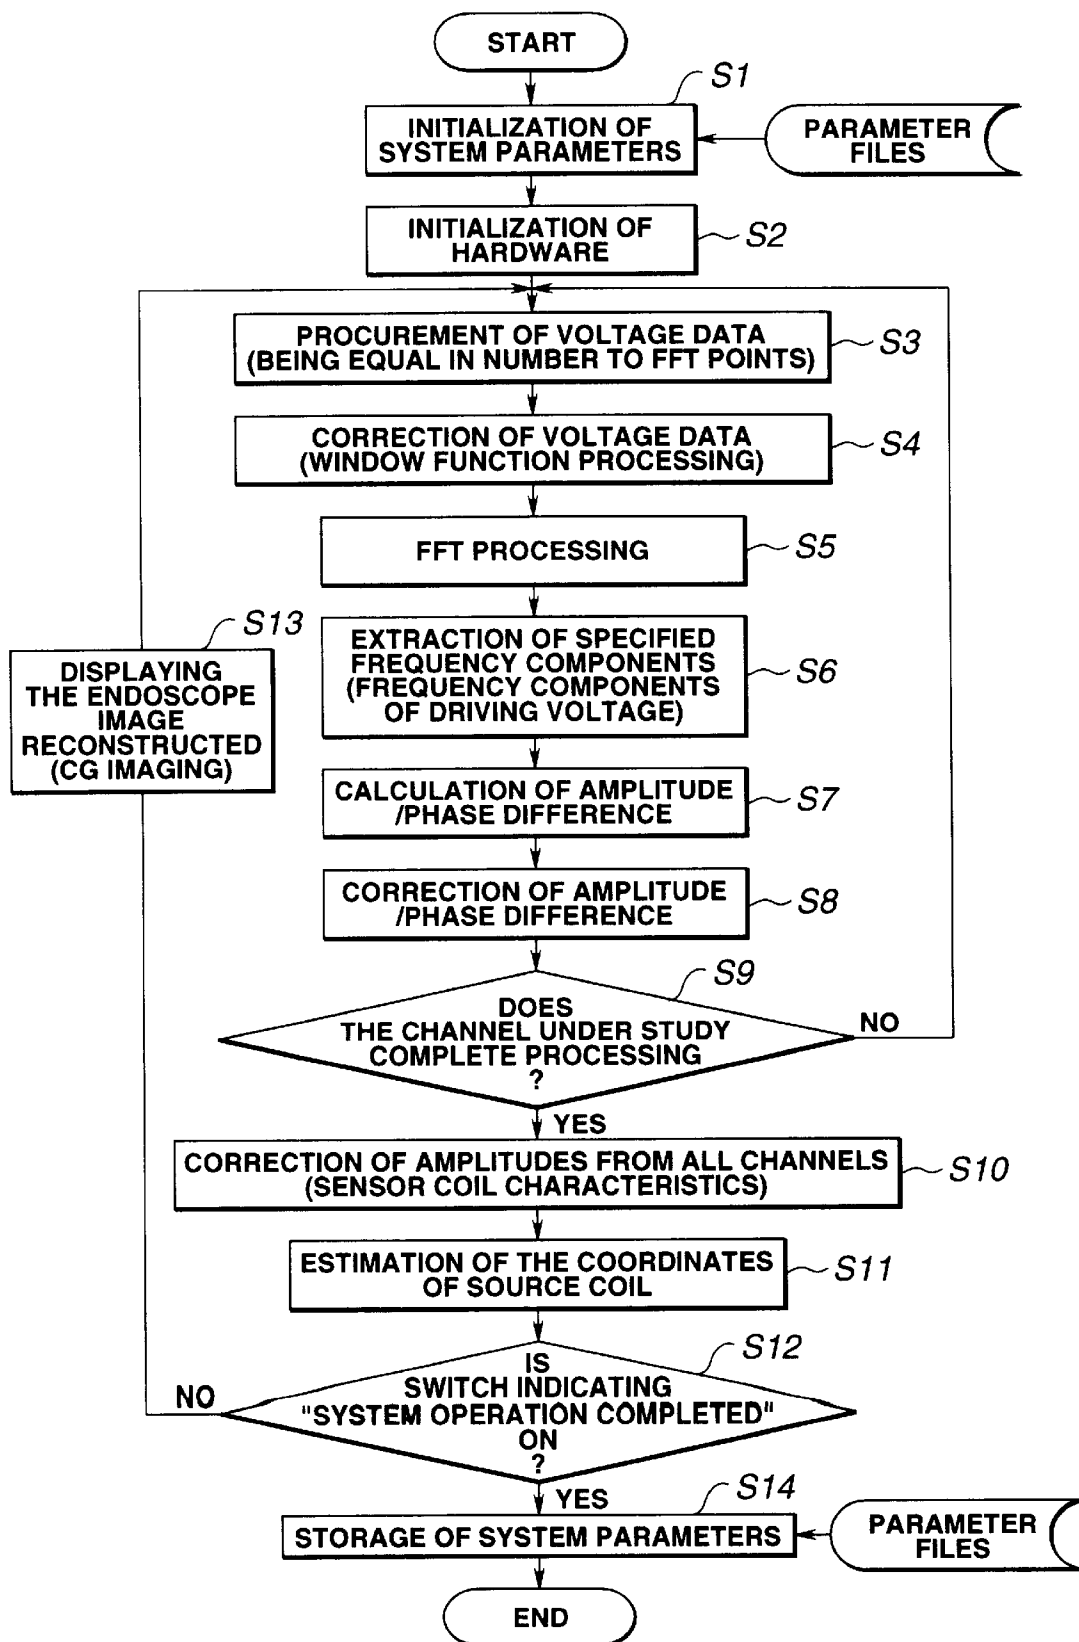 START
S1
INITIALIZATION OF
SYSTEM PARAMETERS
PARAMETER
FILES
INITIALIZATION OF
HARDWARE
S2
PROCUREMENT OF VOLTAGE DATA
(BEING EQUAL IN NUMBER TO FFT POINTS)
S3
CORRECTION OF VOLTAGE DATA
(WINDOW FUNCTION PROCESSING)
S4
FFT PROCESSING
S5
S13
DISPLAYING
THE ENDOSCOPE
IMAGE
RECONSTRUCTED
(CG IMAGING)
EXTRACTION OF SPECIFIED
FREQUENCY COMPONENTS
(FREQUENCY COMPONENTS
OF DRIVING VOLTAGE)
S6
CALCULATION OF AMPLITUDE
/PHASE DIFFERENCE
S7
CORRECTION OF AMPLITUDE
/PHASE DIFFERENCE
S8
S9
DOES
THE CHANNEL UNDER STUDY
COMPLETE PROCESSING
?
NO
YES
CORRECTION OF AMPLITUDES FROM ALL CHANNELS
(SENSOR COIL CHARACTERISTICS)
S10
ESTIMATION OF THE COORDINATES
OF SOURCE COIL
S11
S12
IS
SWITCH INDICATING
"SYSTEM OPERATION COMPLETED"
ON
?
NO
YES
S14
STORAGE OF SYSTEM PARAMETERS
PARAMETER
FILES
END